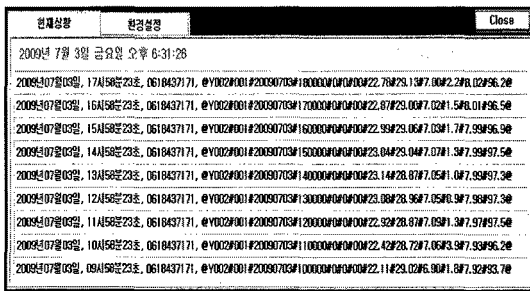 현재상황 환경설정 Close
2009년 7월 3일 금요일 오후 6:31:26
2009년07월03일, 17시58분23초, 0618437171, @Y002#001#20090703#180000#0#0#00#22.78#29.13#7.00#2.2#8.02#96.2@
2009년07월03일, 16시58분23초, 0618437171, @Y002#001#20090703#170000#0#0#00#22.87#29.00#7.02#1.5#8.01#96.5@
2009년07월03일, 15시58분23초, 0618437171, @Y002#001#20090703#160000#0#0#00#22.99#29.06#7.03#1.7#7.99#96.9@
2009년07월03일, 14시58분23초, 0618437171, @Y002#001#20090703#150000#0#0#00#23.04#29.04#7.07#1.3#7.99#97.5@
2009년07월03일, 13시58분23초, 0618437171, @Y002#001#20090703#140000#0#0#00#23.14#28.87#7.05#1.0#7.99#97.3@
2009년07월03일, 12시58분23초, 0618437171, @Y002#001#20090703#130000#0#0#00#23.08#28.96#7.05#0.9#7.98#97.3@
2009년07월03일, 11시58분23초, 0618437171, @Y002#001#20090703#120000#0#0#00#22.92#28.87#7.09#1.3#7.97#97.5@
2009년07월03일, 10시58분23초, 0618437171, @Y002#001#20090703#110000#0#0#00#22.42#28.72#7.06#3.9#7.93#96.2@
2009년07월03일, 09시58분23초, 0618437171, @Y002#001#20090703#100000#0#0#00#22.11#29.02#6.90#1.8#7.92#93.7@